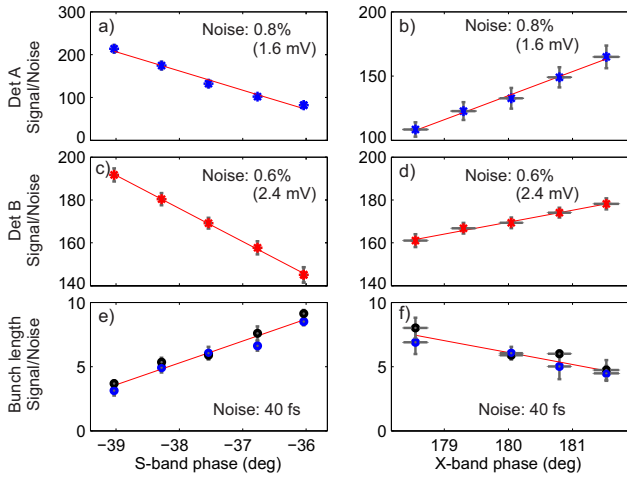 a)
Noise: 0.8%
(1.6 mV)
300
200
100
0
Det A
Signal/Noise
b)
Noise: 0.8%
(1.6 mV)
200
150
100
c)
Noise: 0.6%
(2.4 mV)
200
180
160
140
Det B
Signal/Noise
d)
Noise: 0.6%
(2.4 mV)
200
180
160
140
e)
Noise: 40 fs
10
5
0
Bunch length
Signal/Noise
−39 −38 −37 −36
S-band phase (deg)
f)
Noise: 40 fs
10
5
0
179 180 181
X-band phase (deg)